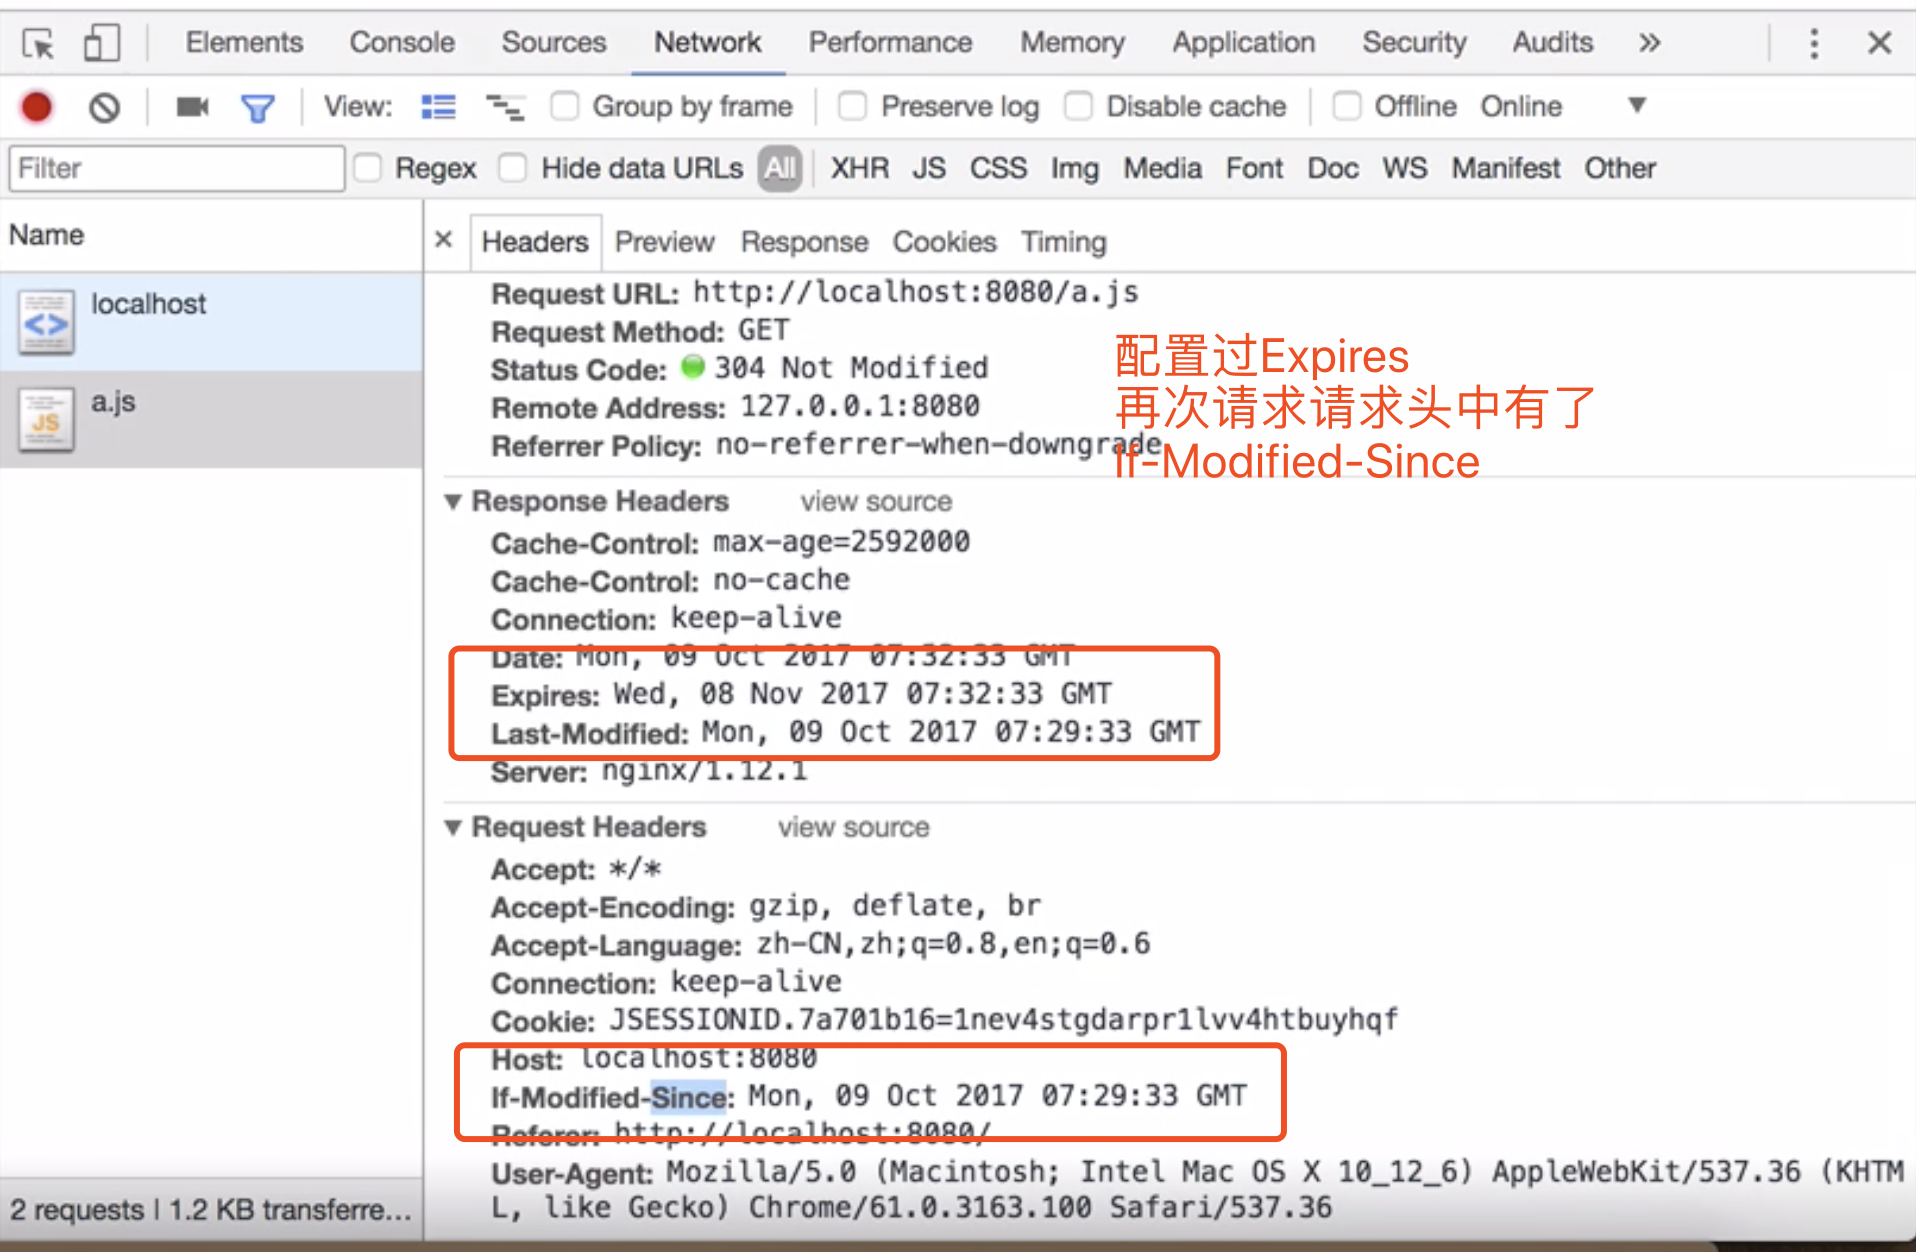 Elements Console Sources Network Performance Memory Application Security Audits »
View: Group by frame Preserve log Disable cache Offline Online
Filter Regex Hide data URLs All XHR JS CSS Img Media Font Doc WS Manifest Other
Name
× Headers Preview Response Cookies Timing
localhost
JS a.js
Request URL: http://localhost:8080/a.js
Request Method: GET
Status Code: 304 Not Modified
Remote Address: 127.0.0.1:8080
Referrer Policy: no-referrer-when-downgrade
配置过Expires
再次请求请求头中有了
If-Modified-Since
Response Headers view source
Cache-Control: max-age=2592000
Cache-Control: no-cache
Connection: keep-alive
Date: Mon, 09 Oct 2017 07:32:33 GMT
Expires: Wed, 08 Nov 2017 07:32:33 GMT
Last-Modified: Mon, 09 Oct 2017 07:29:33 GMT
Server: nginx/1.12.1
Request Headers view source
Accept: */*
Accept-Encoding: gzip, deflate, br
Accept-Language: zh-CN,zh;q=0.8,en;q=0.6
Connection: keep-alive
Cookie: JSESSIONID.7a701b16=1nev4stgdarpr1lvv4htbuyhqf
Host: localhost:8080
If-Modified-Since: Mon, 09 Oct 2017 07:29:33 GMT
Referer: http://localhost:8080/
User-Agent: Mozilla/5.0 (Macintosh; Intel Mac OS X 10_12_6) AppleWebKit/537.36 (KHTM
L, like Gecko) Chrome/61.0.3163.100 Safari/537.36
2 requests | 1.2 KB transferre...